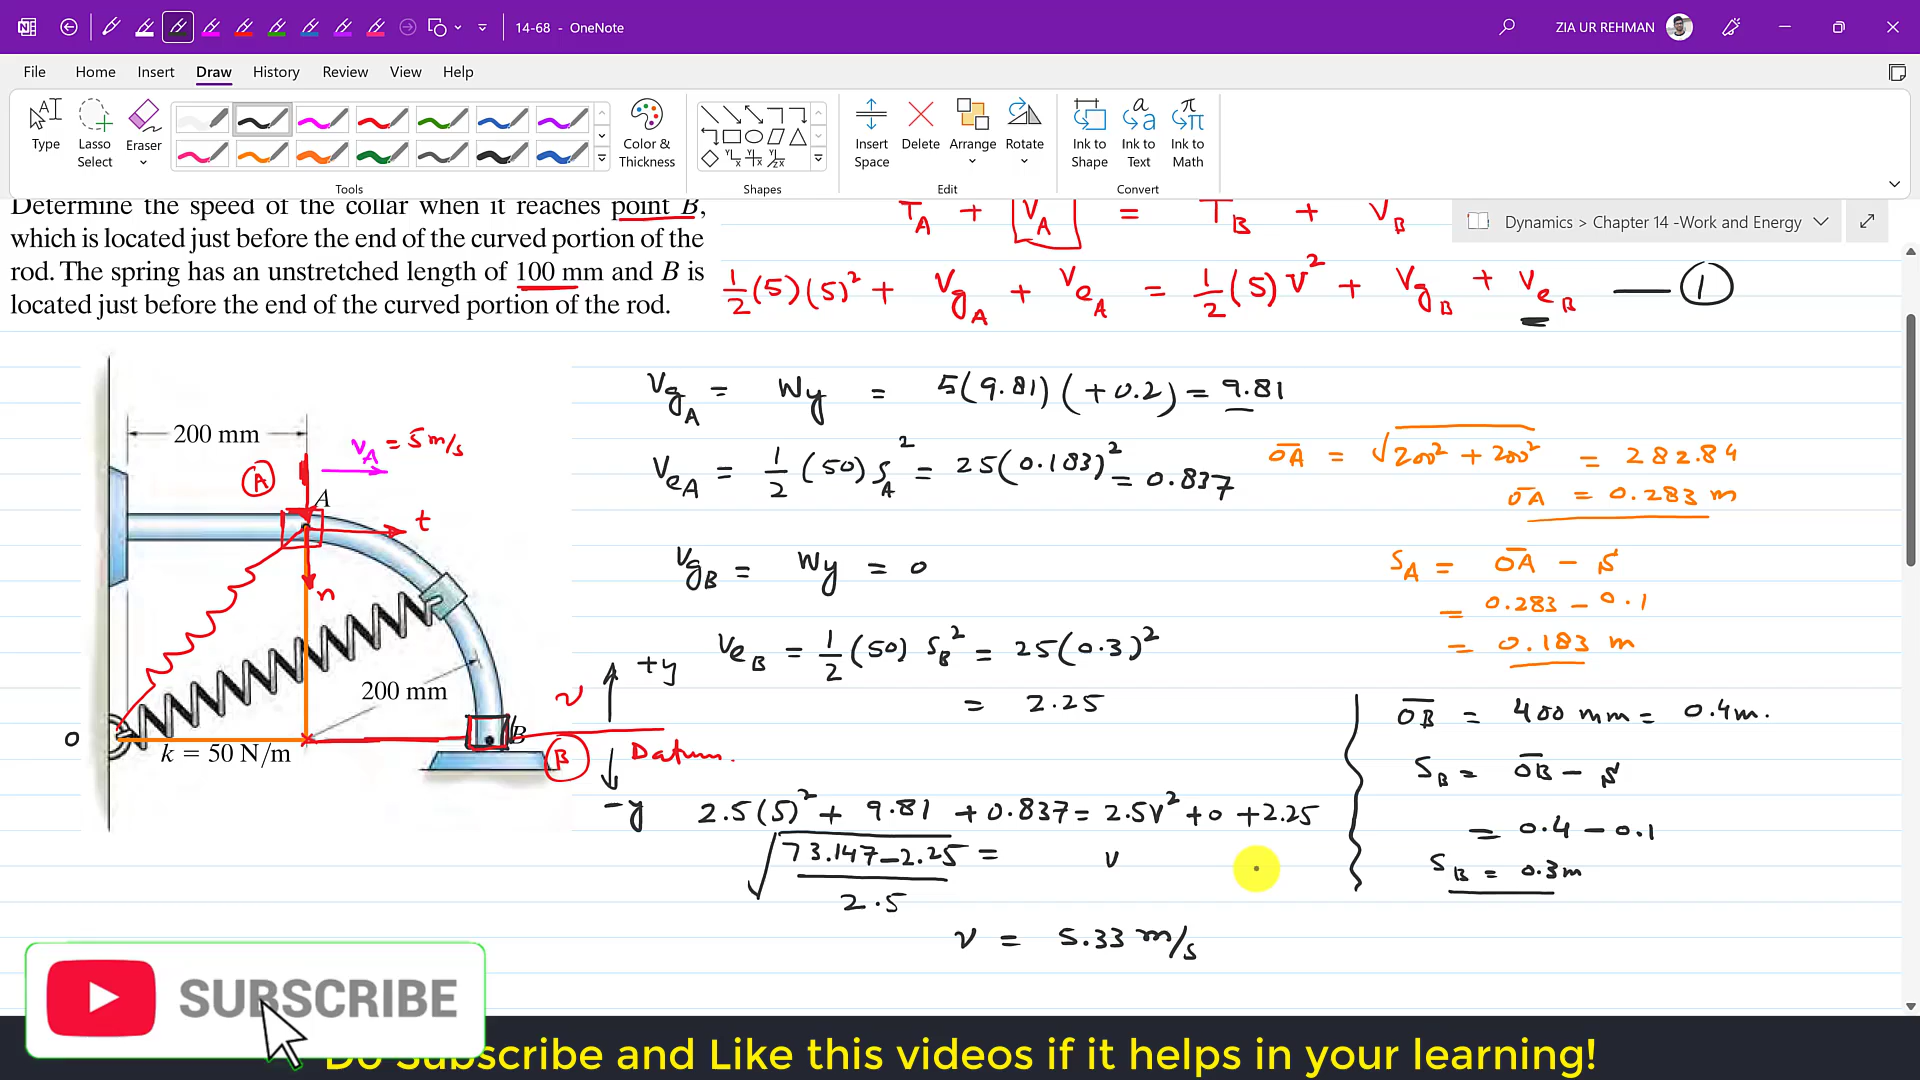 14-68 - OneNote
ZIA UR REHMAN
File Home Insert Draw History Review View Help
Type
Lasso Select
Eraser
Color & Thickness
Insert Space
Delete
Arrange
Rotate
Ink to Shape
Ink to Text
Ink to Math
Tools
Shapes
Edit
Convert
Dynamics > Chapter 14 -Work and Energy
Determine the speed of the collar when it reaches point B,
which is located just before the end of the curved portion of the
rod. The spring has an unstretched length of 100 mm and B is
located just before the end of the curved portion of the rod.
T_A + V_A = T_B + V_B
1/2 (5)(5)² + V_gA + V_eA = 1/2 (5) v² + V_gB + V_eB — 1
200 mm
V_A = 5 m/s
A
A
t
n
200 mm
v
O
k = 50 N/m
B
B
+y
Datum.
-y
V_gA = Wy = 5(9.81)(+0.2) = 9.81
V_eA = 1/2 (50) S_A² = 25(0.183)² = 0.837
V_gB = Wy = 0
V_eB = 1/2 (50) S_B² = 25(0.3)²
= 2.25
2.5(5)² + 9.81 + 0.837 = 2.5v² + 0 + 2.25
√((73.147 - 2.25)/2.5) = v
v = 5.33 m/s
OA = √(200² + 200²) = 282.84
OA = 0.283 m
S_A = OA - S
= 0.283 - 0.1
= 0.183 m
OB = 400 mm = 0.4m.
S_B = OB - S
= 0.4 - 0.1
S_B = 0.3m
SUBSCRIBE
Do Subscribe and Like this videos if it helps in your learning!